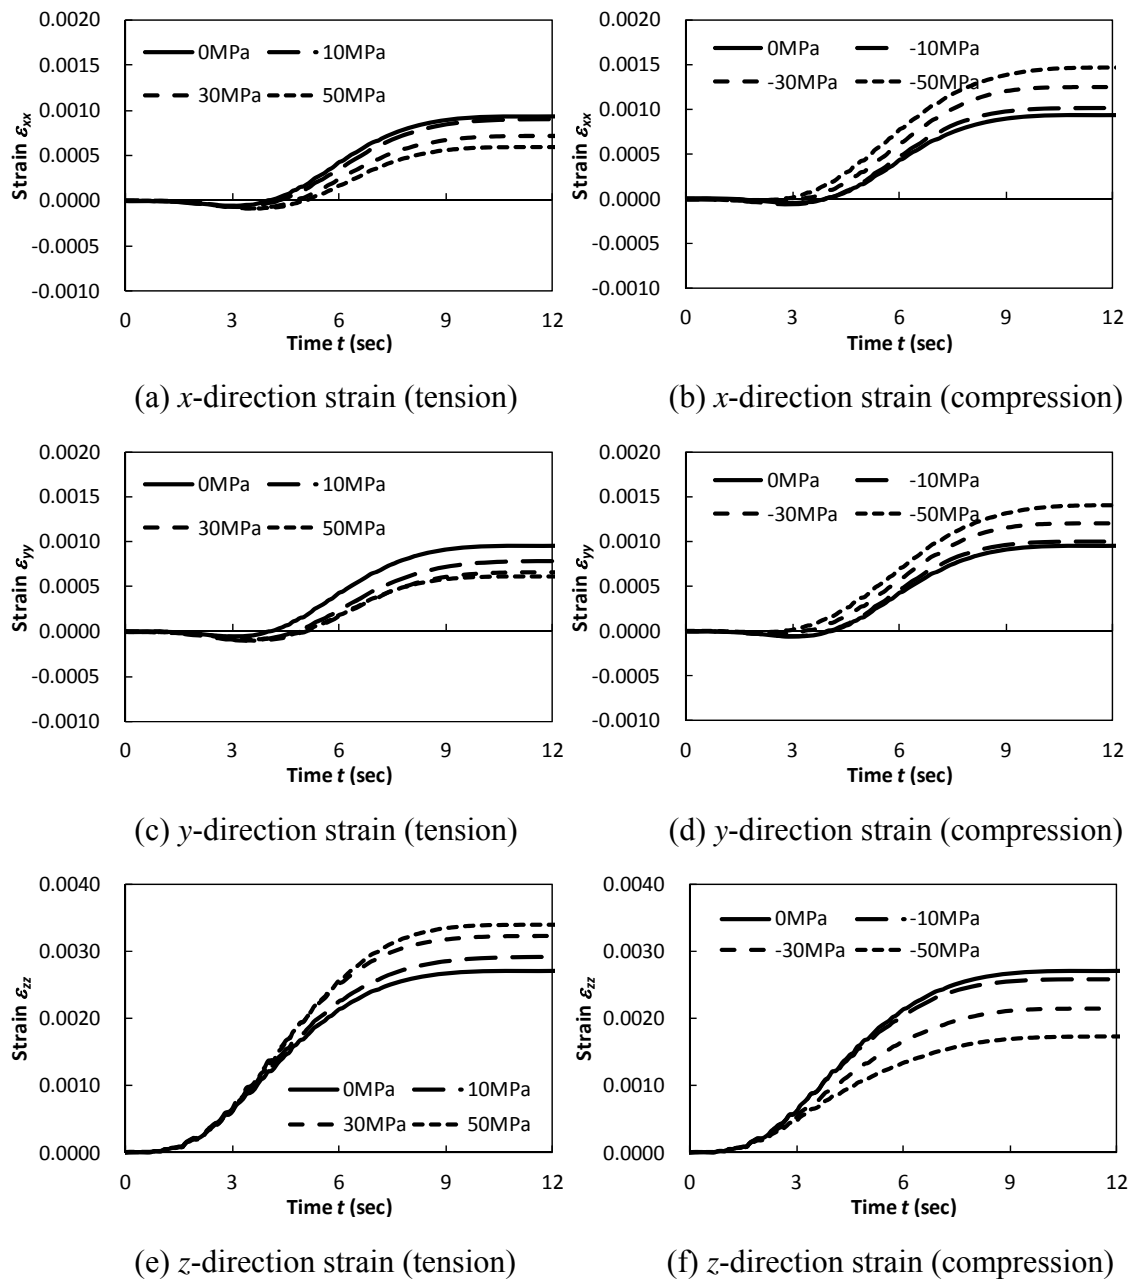 0.0020
0.0015
0.0010
0.0005
0.0000
-0.0005
-0.0010
Strain εxx
0MPa 10MPa
30MPa 50MPa
0 3 6 9 12
Time t (sec)
(a) x-direction strain (tension)
0.0020
0.0015
0.0010
0.0005
0.0000
-0.0005
-0.0010
Strain εxx
0MPa -10MPa
-30MPa -50MPa
0 3 6 9 12
Time t (sec)
(b) x-direction strain (compression)
0.0020
0.0015
0.0010
0.0005
0.0000
-0.0005
-0.0010
Strain εyy
0MPa 10MPa
30MPa 50MPa
0 3 6 9 12
Time t (sec)
(c) y-direction strain (tension)
0.0020
0.0015
0.0010
0.0005
0.0000
-0.0005
-0.0010
Strain εyy
0MPa -10MPa
-30MPa -50MPa
0 3 6 9 12
Time t (sec)
(d) y-direction strain (compression)
0.0040
0.0030
0.0020
0.0010
0.0000
Strain εzz
0MPa 10MPa
30MPa 50MPa
0 3 6 9 12
Time t (sec)
(e) z-direction strain (tension)
0.0040
0.0030
0.0020
0.0010
0.0000
Strain εzz
0MPa -10MPa
-30MPa -50MPa
0 3 6 9 12
Time t (sec)
(f) z-direction strain (compression)